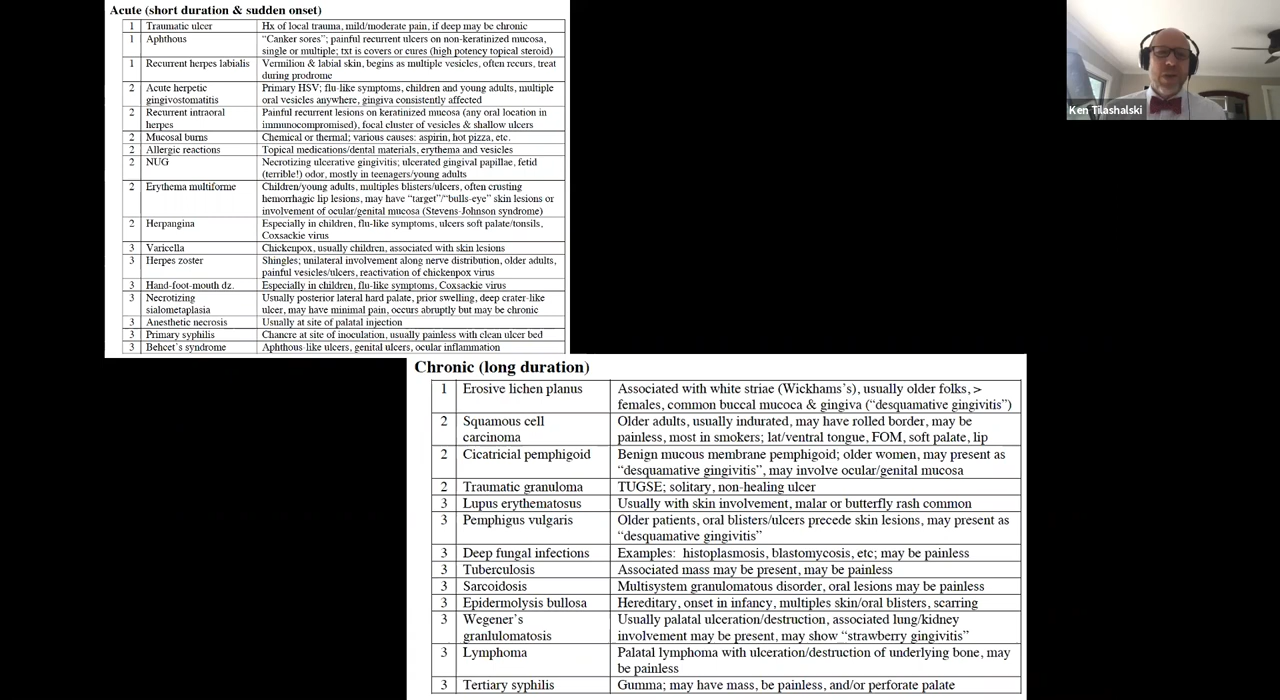 Acute (short duration & sudden onset)
1 Traumatic ulcer Hx of local trauma, mild/moderate pain, if deep may be chronic
1 Aphthous “Canker sores”; painful recurrent ulcers on non-keratinized mucosa,
single or multiple; txt is covers or cures (high potency topical steroid)
1 Recurrent herpes labialis Vermilion & labial skin, begins as multiple vesicles, often recurs, treat
during prodrome
2 Acute herpetic Primary HSV; flu-like symptoms, children and young adults, multiple
gingivostomatitis oral vesicles anywhere, gingiva consistently affected
2 Recurrent intraoral Painful recurrent lesions on keratinized mucosa (any oral location in
herpes immunocompromised), focal cluster of vesicles & shallow ulcers
2 Mucosal burns Chemical or thermal; various causes: aspirin, hot pizza, etc.
2 Allergic reactions Topical medications/dental materials, erythema and vesicles
2 NUG Necrotizing ulcerative gingivitis; ulcerated gingival papillae, fetid
(terrible!) odor, mostly in teenagers/young adults
2 Erythema multiforme Children/young adults, multiples blisters/ulcers, often crusting
hemorrhagic lip lesions, may have “target”/“bulls-eye” skin lesions or
involvement of ocular/genital mucosa (Stevens-Johnson syndrome)
2 Herpangina Especially in children, flu-like symptoms, ulcers soft palate/tonsils,
Coxsackie virus
3 Varicella Chickenpox, usually children, associated with skin lesions
3 Herpes zoster Shingles; unilateral involvement along nerve distribution, older adults,
painful vesicles/ulcers, reactivation of chickenpox virus
3 Hand-foot-mouth dz. Especially in children, flu-like symptoms, Coxsackie virus
3 Necrotizing Usually posterior lateral hard palate, prior swelling, deep crater-like
sialometaplasia ulcer, may have minimal pain, occurs abruptly but may be chronic
3 Anesthetic necrosis Usually at site of palatal injection
3 Primary syphilis Chancre at site of inoculation, usually painless with clean ulcer bed
3 Behcet's syndrome Aphthous-like ulcers, genital ulcers, ocular inflammation
Ken Tilashalski
Chronic (long duration)
1 Erosive lichen planus Associated with white striae (Wickhams's), usually older folks, >
females, common buccal mucoca & gingiva (“desquamative gingivitis”)
2 Squamous cell Older adults, usually indurated, may have rolled border, may be
carcinoma painless, most in smokers; lat/ventral tongue, FOM, soft palate, lip
2 Cicatricial pemphigoid Benign mucous membrane pemphigoid; older women, may present as
“desquamative gingivitis”, may involve ocular/genital mucosa
2 Traumatic granuloma TUGSE; solitary, non-healing ulcer
3 Lupus erythematosus Usually with skin involvement, malar or butterfly rash common
3 Pemphigus vulgaris Older patients, oral blisters/ulcers precede skin lesions, may present as
“desquamative gingivitis”
3 Deep fungal infections Examples: histoplasmosis, blastomycosis, etc; may be painless
3 Tuberculosis Associated mass may be present, may be painless
3 Sarcoidosis Multisystem granulomatous disorder, oral lesions may be painless
3 Epidermolysis bullosa Hereditary, onset in infancy, multiples skin/oral blisters, scarring
3 Wegener's Usually palatal ulceration/destruction, associated lung/kidney
granlulomatosis involvement may be present, may show “strawberry gingivitis”
3 Lymphoma Palatal lymphoma with ulceration/destruction of underlying bone, may
be painless
3 Tertiary syphilis Gumma; may have mass, be painless, and/or perforate palate